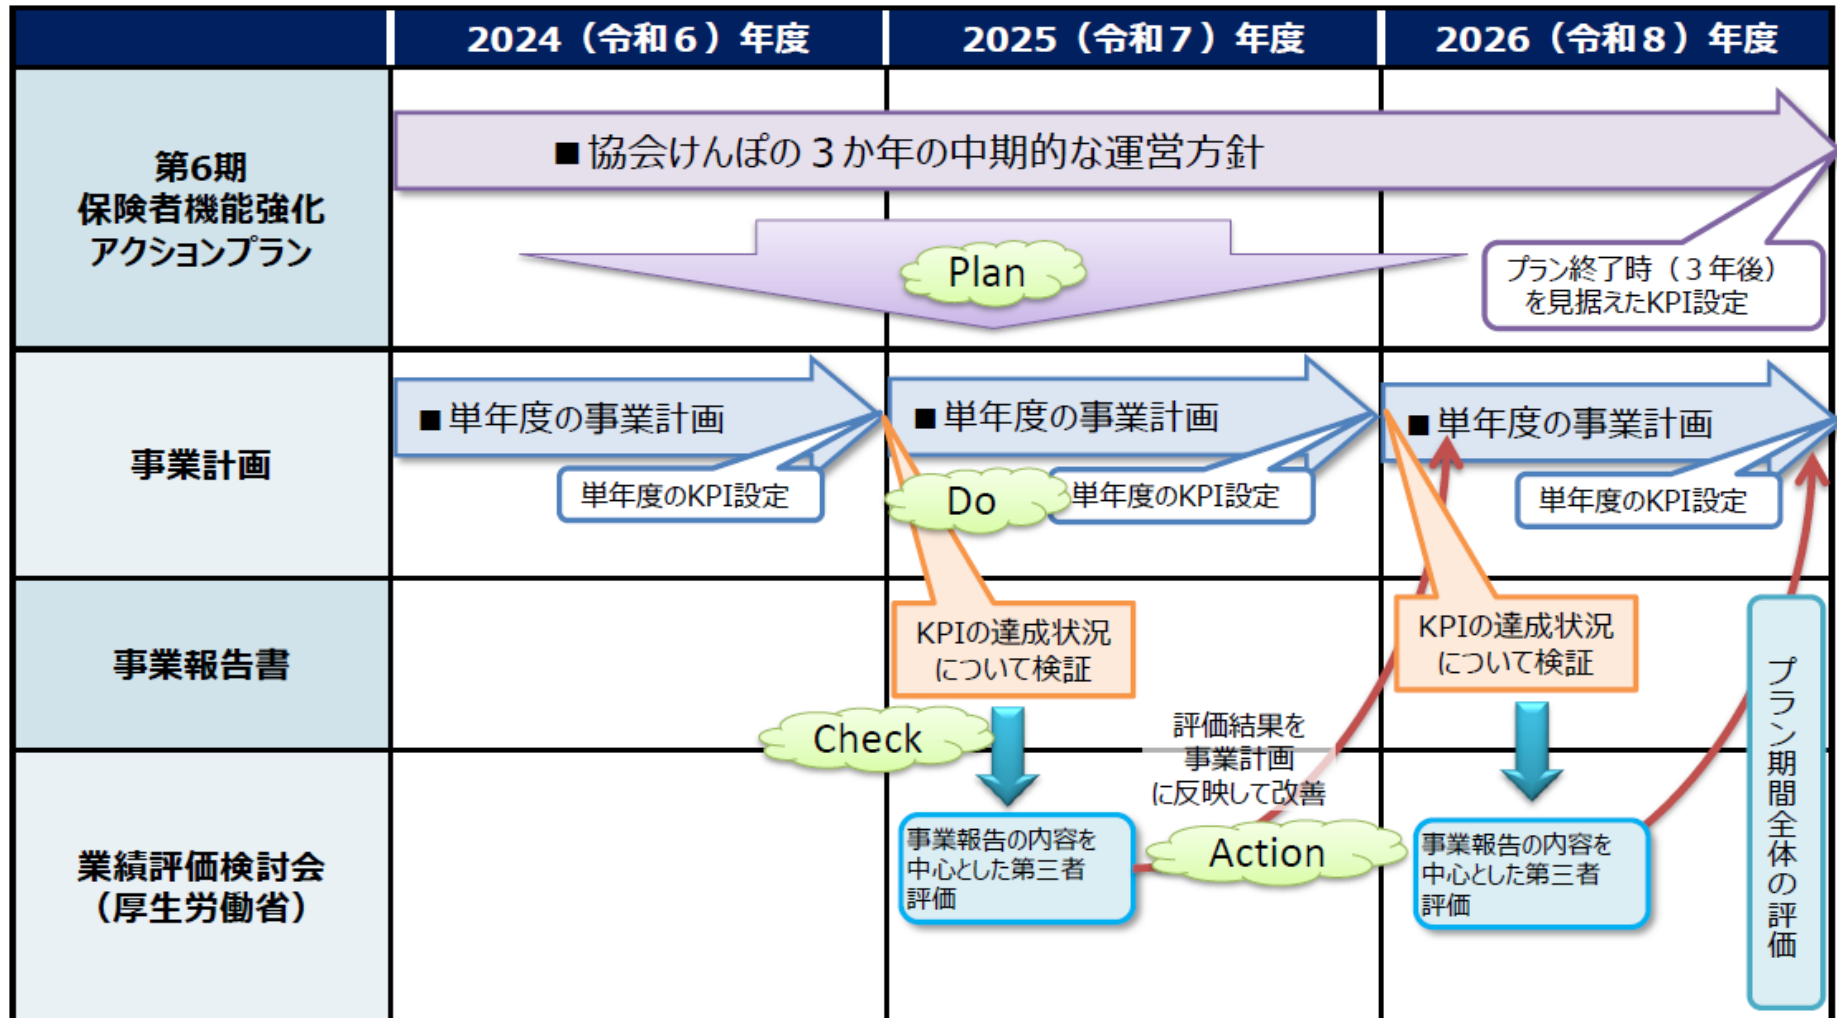 2024（令和６）年度
2025（令和７）年度
2026（令和８）年度
第6期
保険者機能強化
アクションプラン
■協会けんぽの３か年の中期的な運営方針
Plan
プラン終了時（３年後）
を見据えたKPI設定
事業計画
■単年度の事業計画
単年度のKPI設定
■単年度の事業計画
Do
単年度のKPI設定
■単年度の事業計画
単年度のKPI設定
事業報告書
KPIの達成状況
について検証
KPIの達成状況
について検証
Check
評価結果を
事業計画
に反映して改善
業績評価検討会
（厚生労働省）
事業報告の内容を
中心とした第三者
評価
Action
事業報告の内容を
中心とした第三者
評価
プラン期間全体の評価